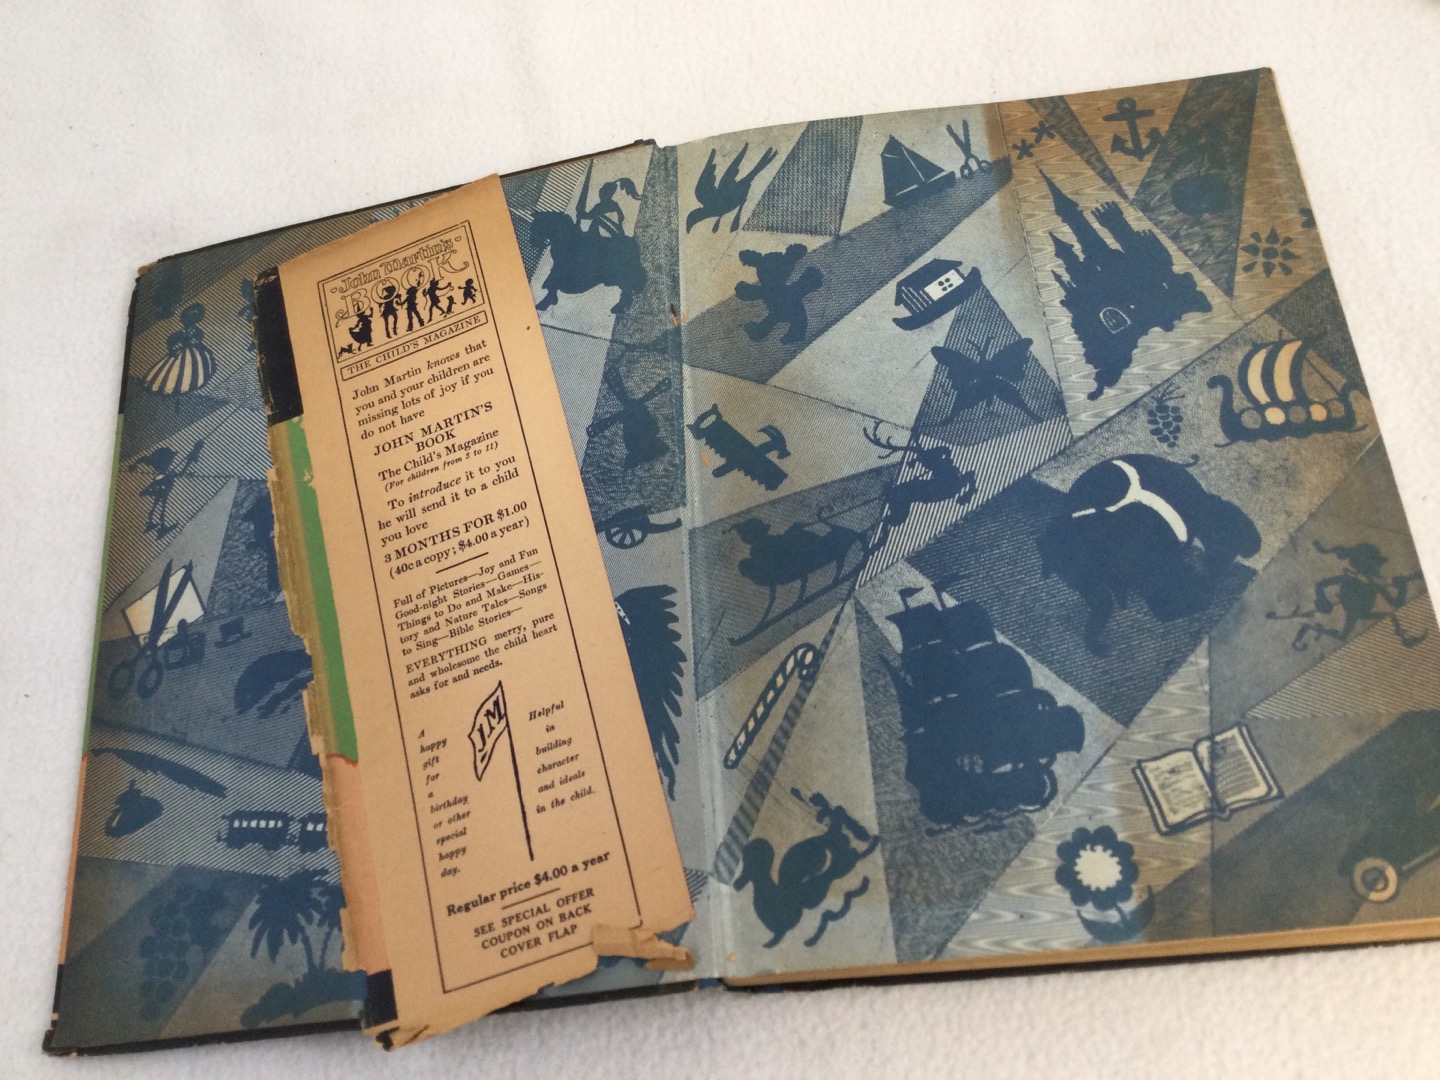 John Martin's
BOOK
THE CHILD'S MAGAZINE
John Martin knows that
you and your children are
missing lots of joy if you
do not have
JOHN MARTIN'S
BOOK
The Child's Magazine
(For children from 5 to 11)
To introduce it to you
he will send it to a child
you love
3 MONTHS FOR $1.00
(40c a copy; $4.00 a year)
Full of Pictures—Joy and Fun
Good-night Stories—Games—
Things to Do and Make—His-
tory and Nature Tales—Songs
to Sing—Bible Stories—
EVERYTHING merry, pure
and wholesome the child heart
asks for and needs.
A
happy
gift
for
a
birthday
or other
special
happy
day.
J.M.
Helpful
in
building
character
and ideals
in the child.
Regular price $4.00 a year
SEE SPECIAL OFFER
COUPON ON BACK
COVER FLAP